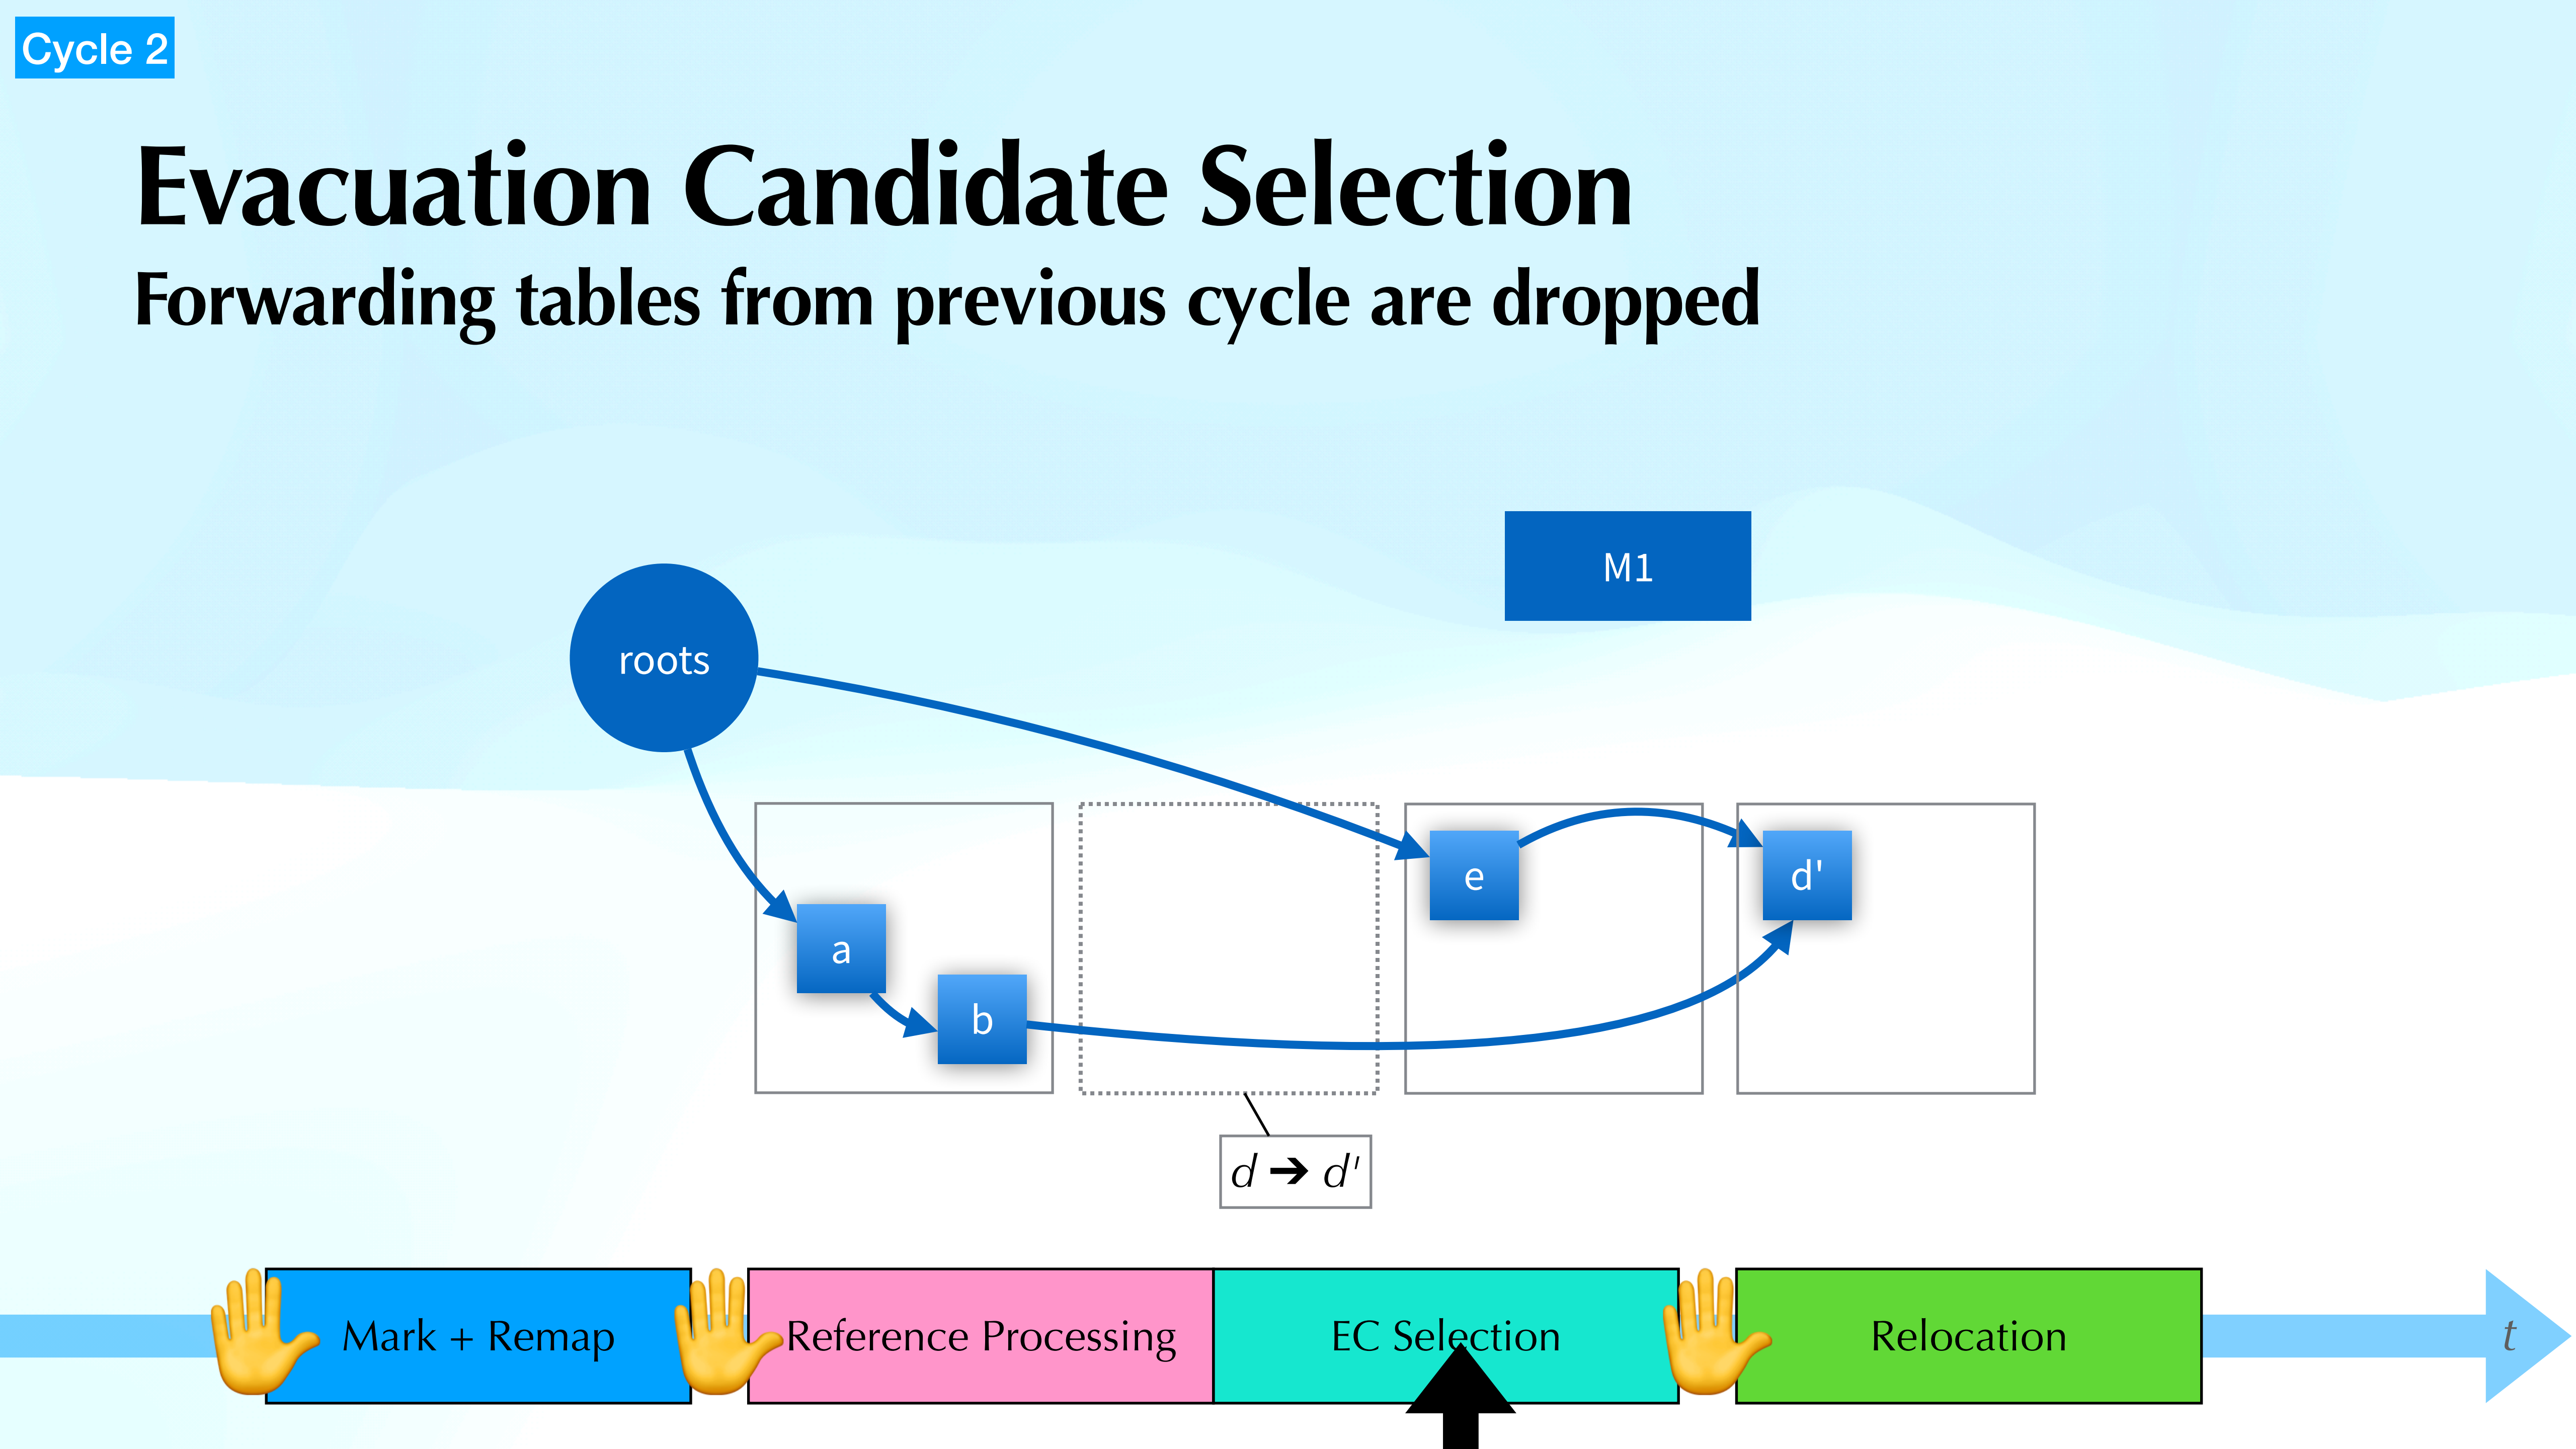 Cycle 2
Evacuation Candidate Selection
Forwarding tables from previous cycle are dropped
M1
roots
e
d'
a
b
d ➔ d'
Mark + Remap
Reference Processing
EC Selection
Relocation
t